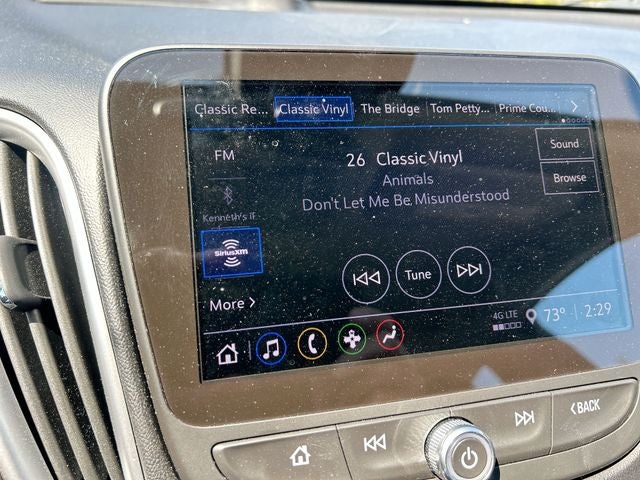 Classic Re... Classic Vinyl The Bridge Tom Petty... Prime Cou... >
FM
26 Classic Vinyl
Sound
Animals
Browse
Don't Let Me Be Misunderstood
Kenneth's iF
SiriusXM
Tune
More >
4G LTE 73° 2:29
<BACK